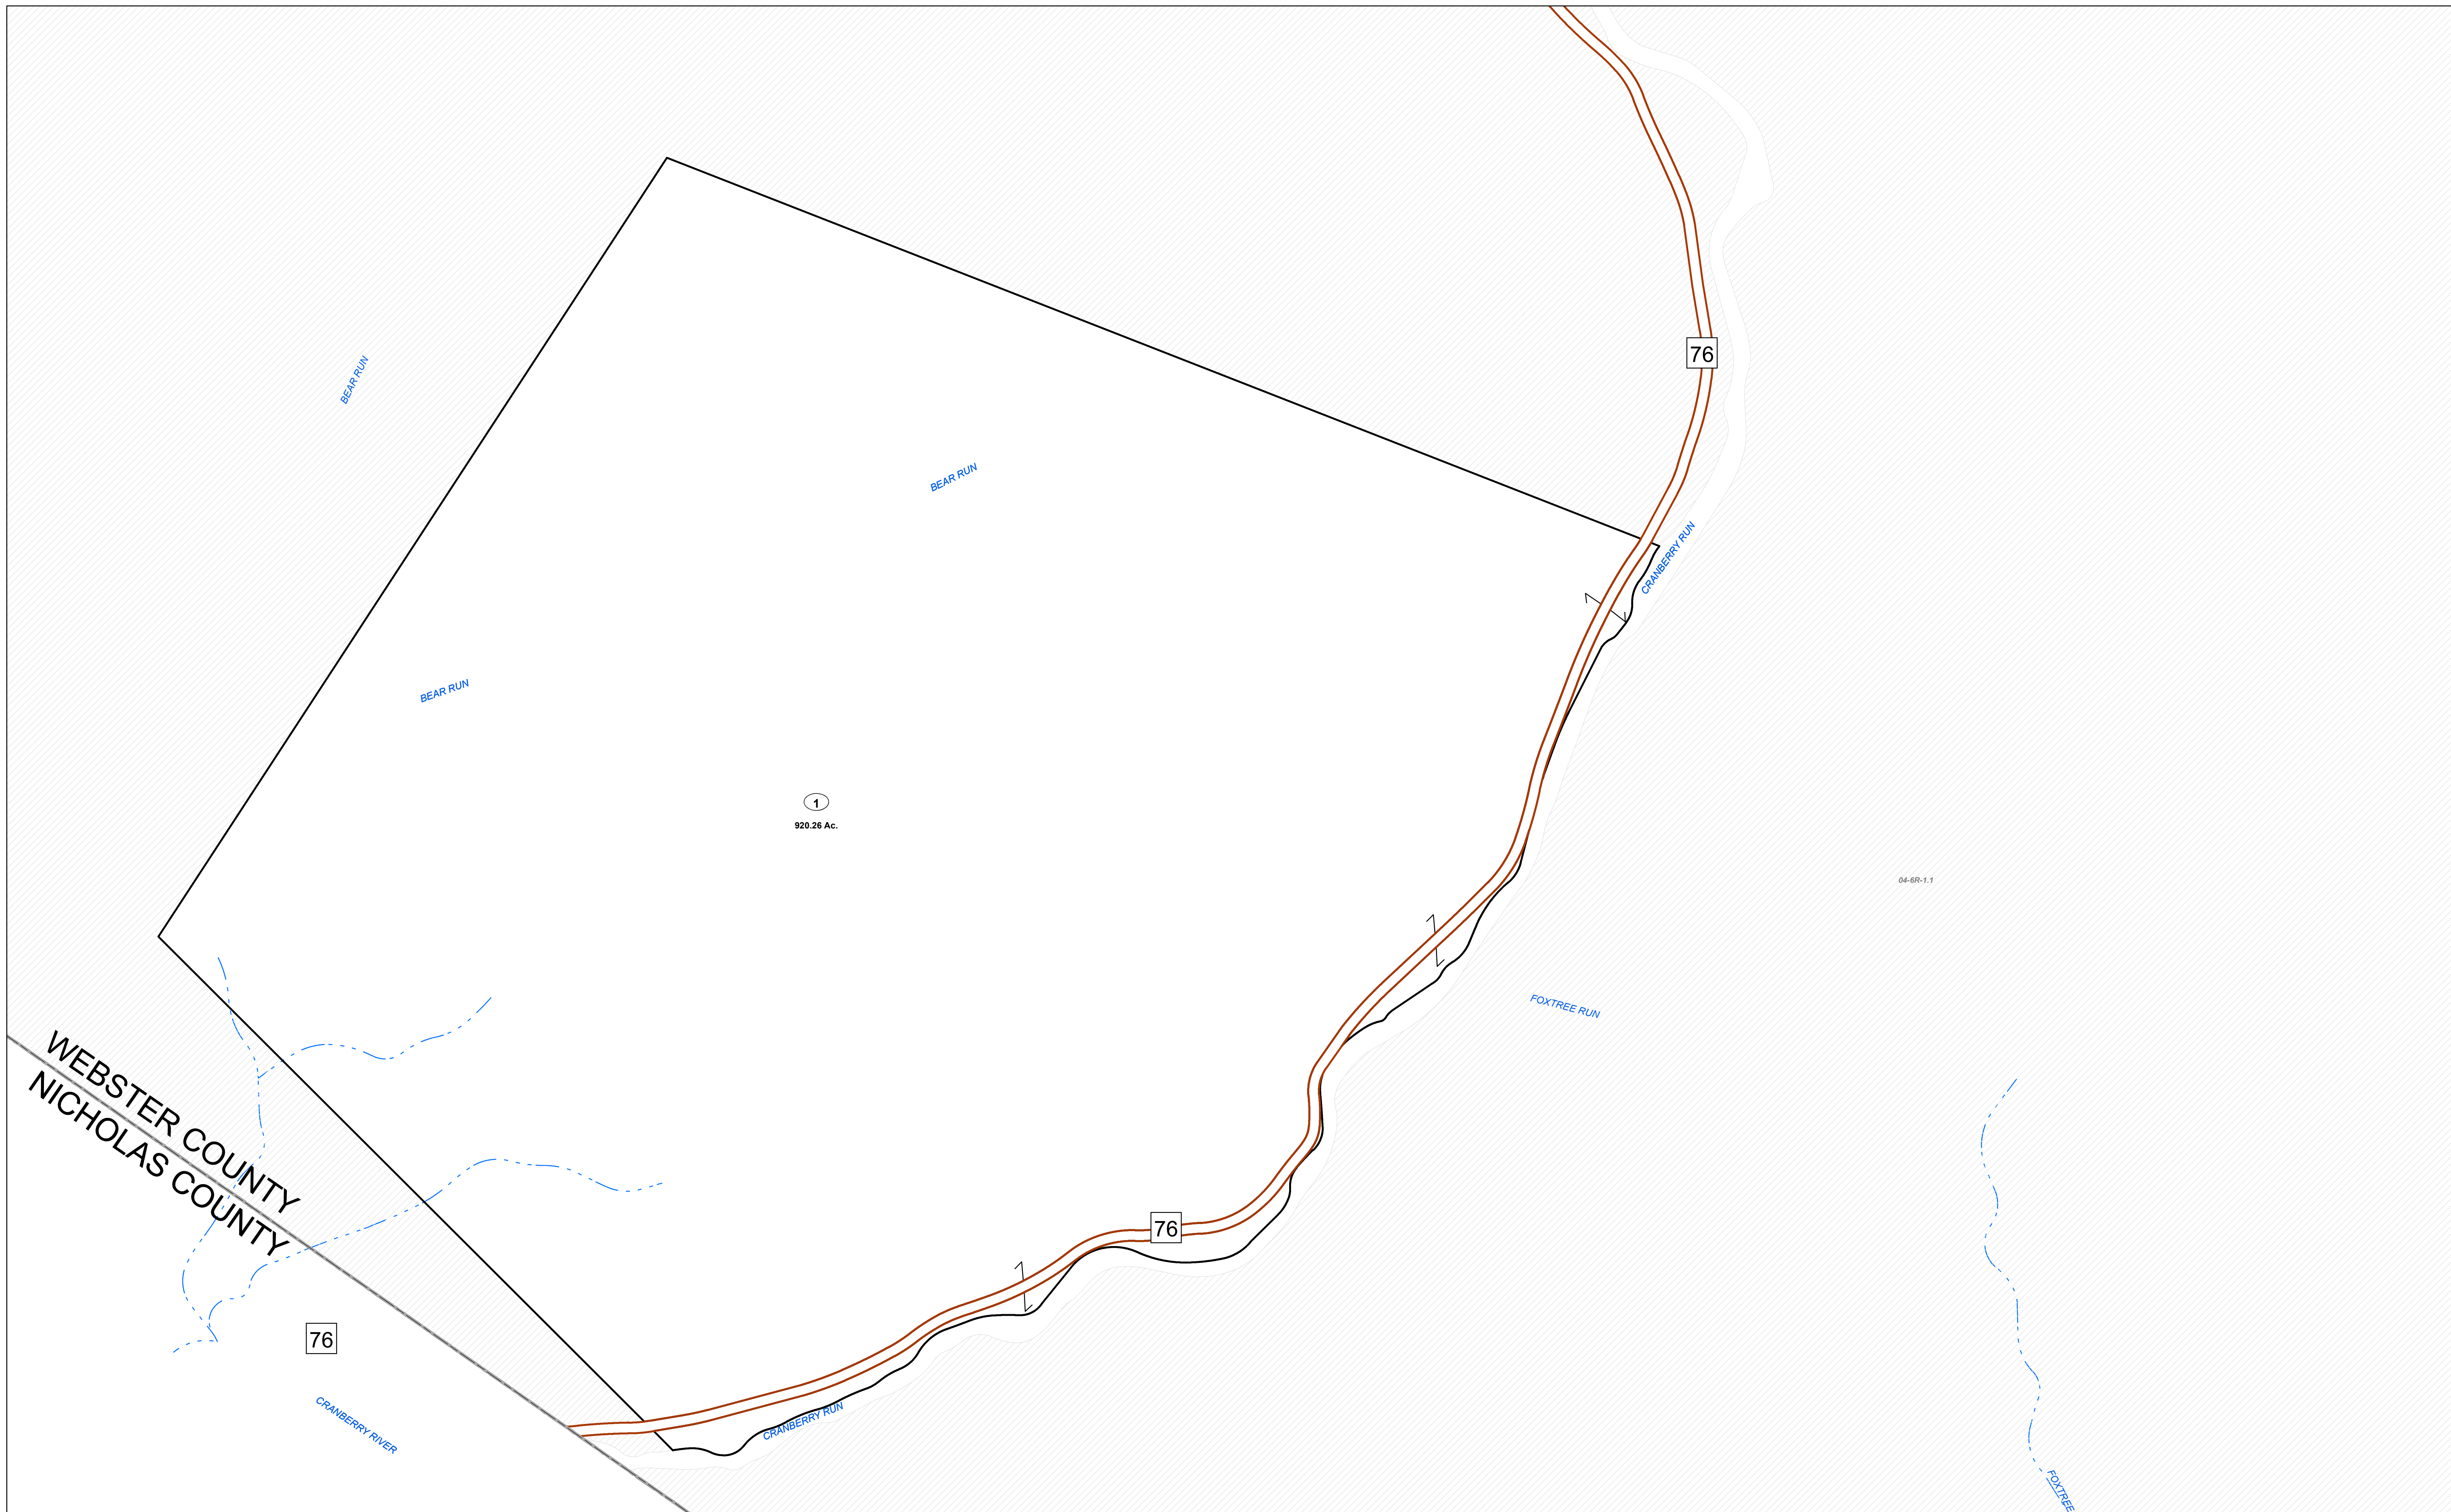 76
BEAR RUN
BEAR RUN
CRANBERRY RUN
BEAR RUN
1
920.26 Ac.
04-6R-1.1
FOXTREE RUN
WEBSTER COUNTY
NICHOLAS COUNTY
76
76
CRANBERRY RIVER
CRANBERRY RUN
FOXTREE